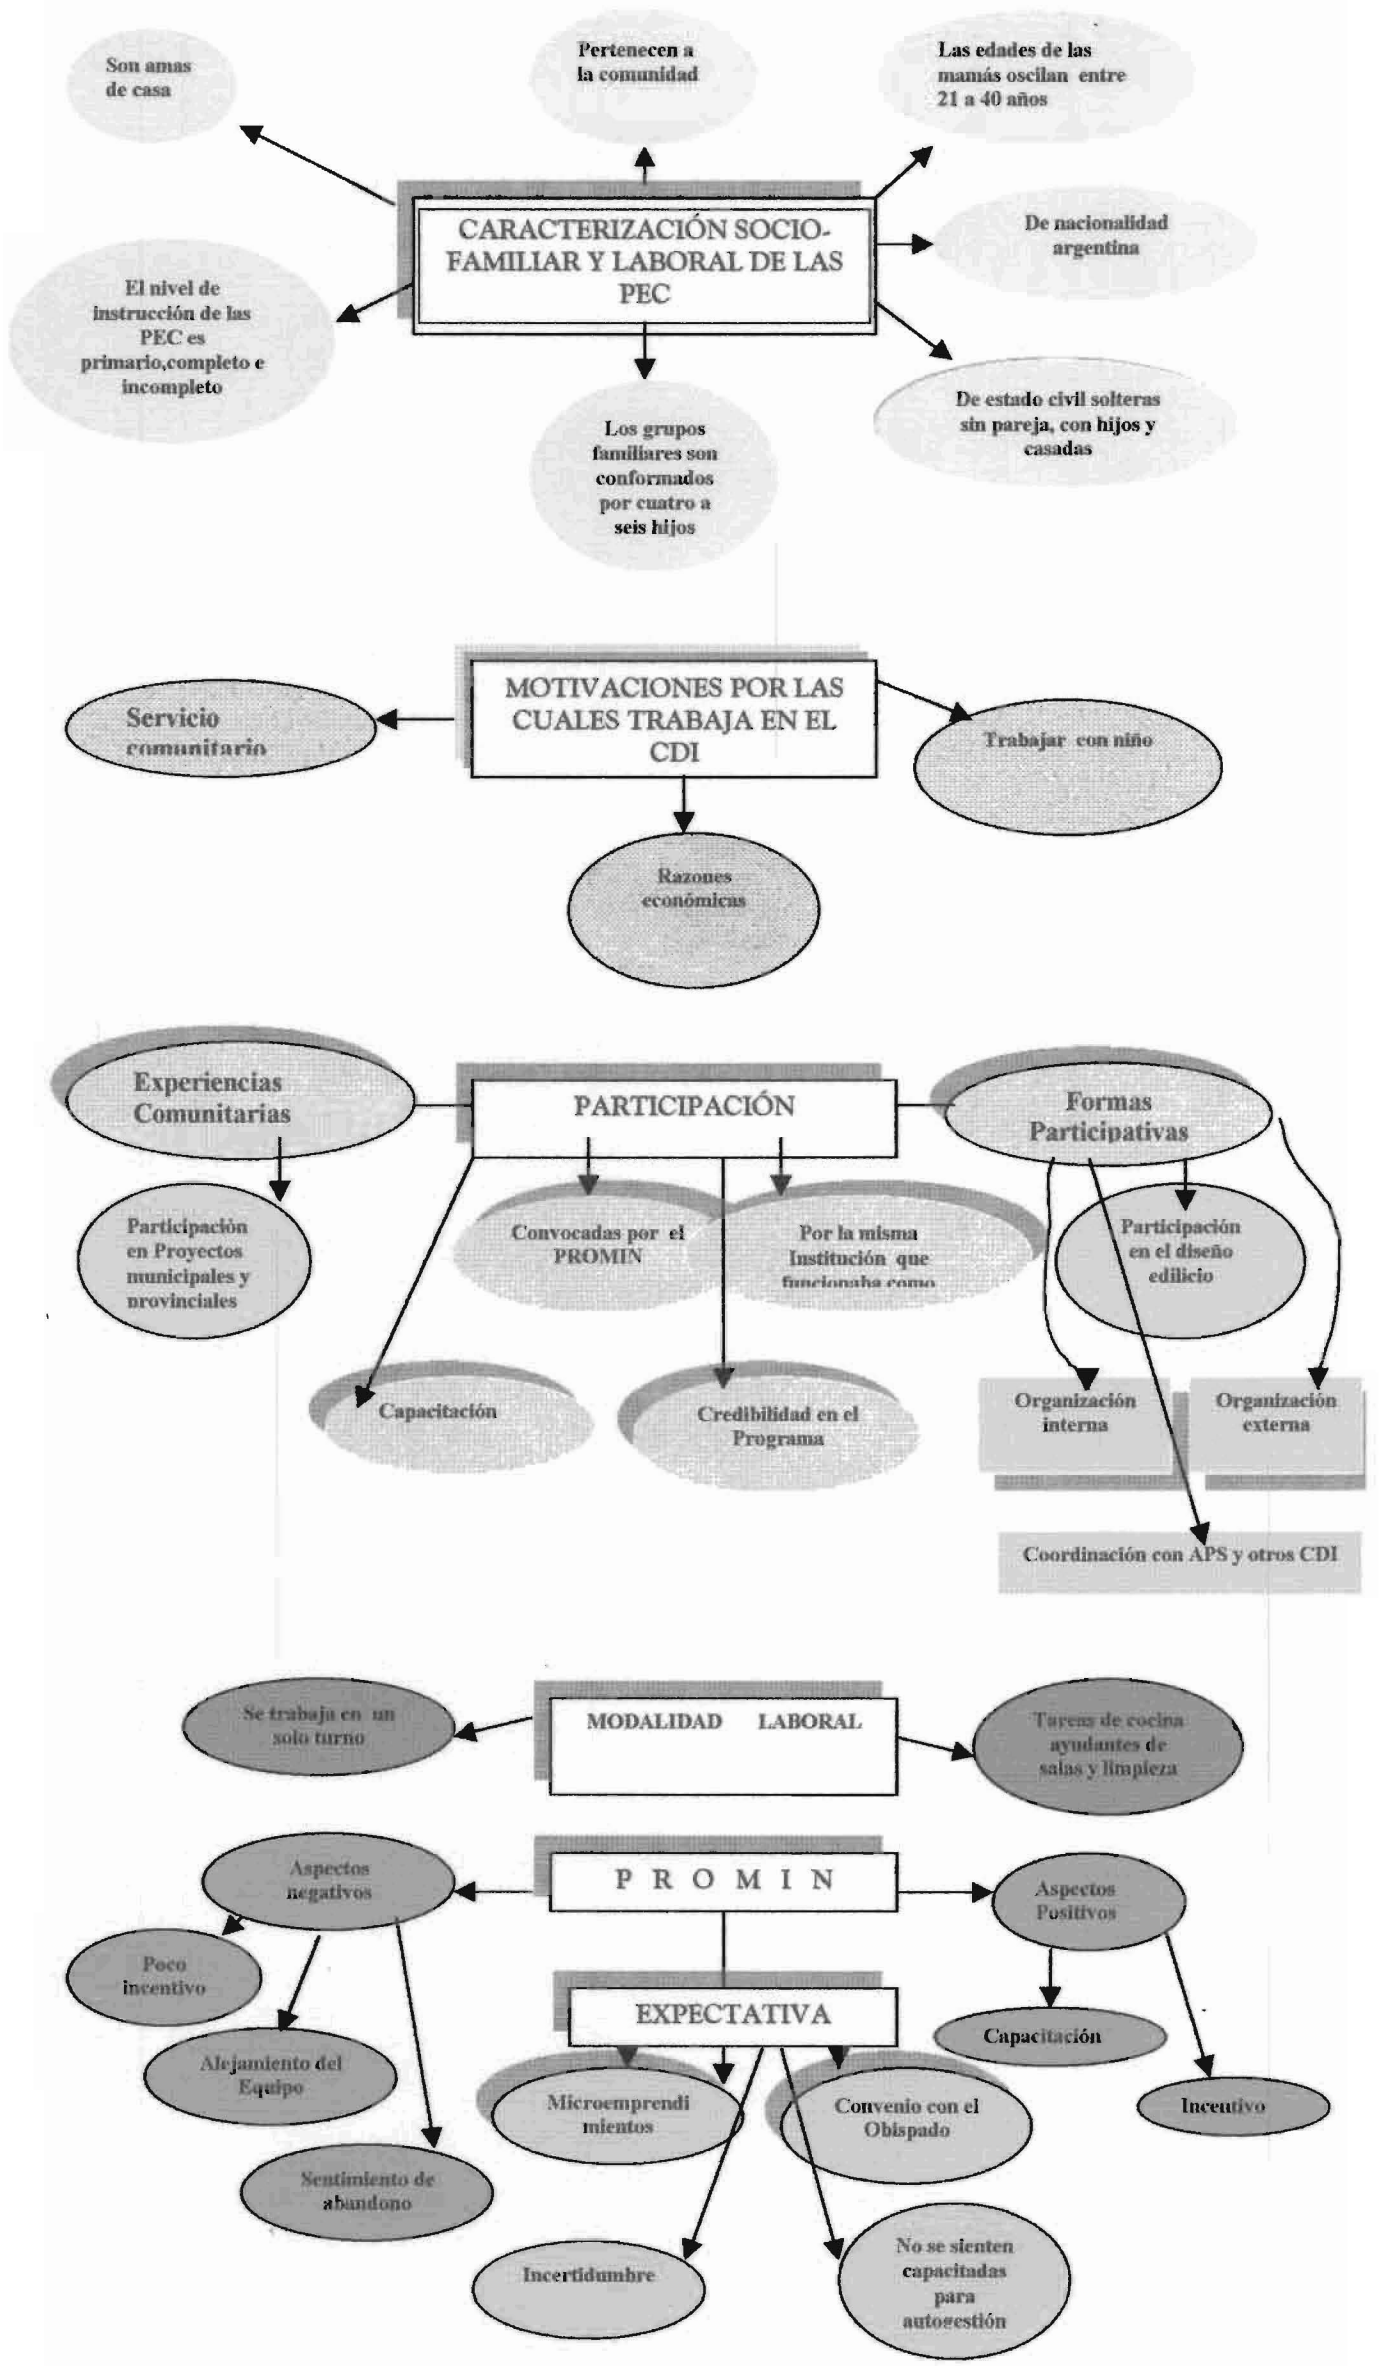 Son amas
de casa
Pertenecen a
la comunidad
Las edades de las
mamás oscilan entre
21 a 40 años
CARACTERIZACIÓN SOCIO-
FAMILIAR Y LABORAL DE LAS
PEC
De nacionalidad
argentina
El nivel de
instrucción de las
PEC es
primario,completo e
incompleto
De estado civil solteras
sin pareja, con hijos y
casadas
Los grupos
familiares son
conformados
por cuatro a
seis hijos
MOTIVACIONES POR LAS
CUALES TRABAJA EN EL
CDI
Servicio
comunitario
Trabajar con niño
Razones
económicas
Experiencias
Comunitarias
PARTICIPACIÓN
Formas
Participativas
Participación
en Proyectos
municipales y
provinciales
Convocadas por el
PROMIN
Por la misma
Institución que
funcionaba como
Participación
en el diseño
edilicio
Capacitación
Credibilidad en el
Programa
Organización
interna
Organización
externa
Coordinación con APS y otros CDI
Se trabaja en un
solo turno
MODALIDAD LABORAL
Tareas de cocina
ayudantes de
salas y limpieza
Aspectos
negativos
P R O M I N
Aspectos
Positivos
Poco
incentivo
EXPECTATIVA
Capacitación
Alejamiento del
Equipo
Microemprendi
mientos
Convenio con el
Obispado
Incentivo
Sentimiento de
abandono
Incertidumbre
No se sienten
capacitadas
para
autogestión